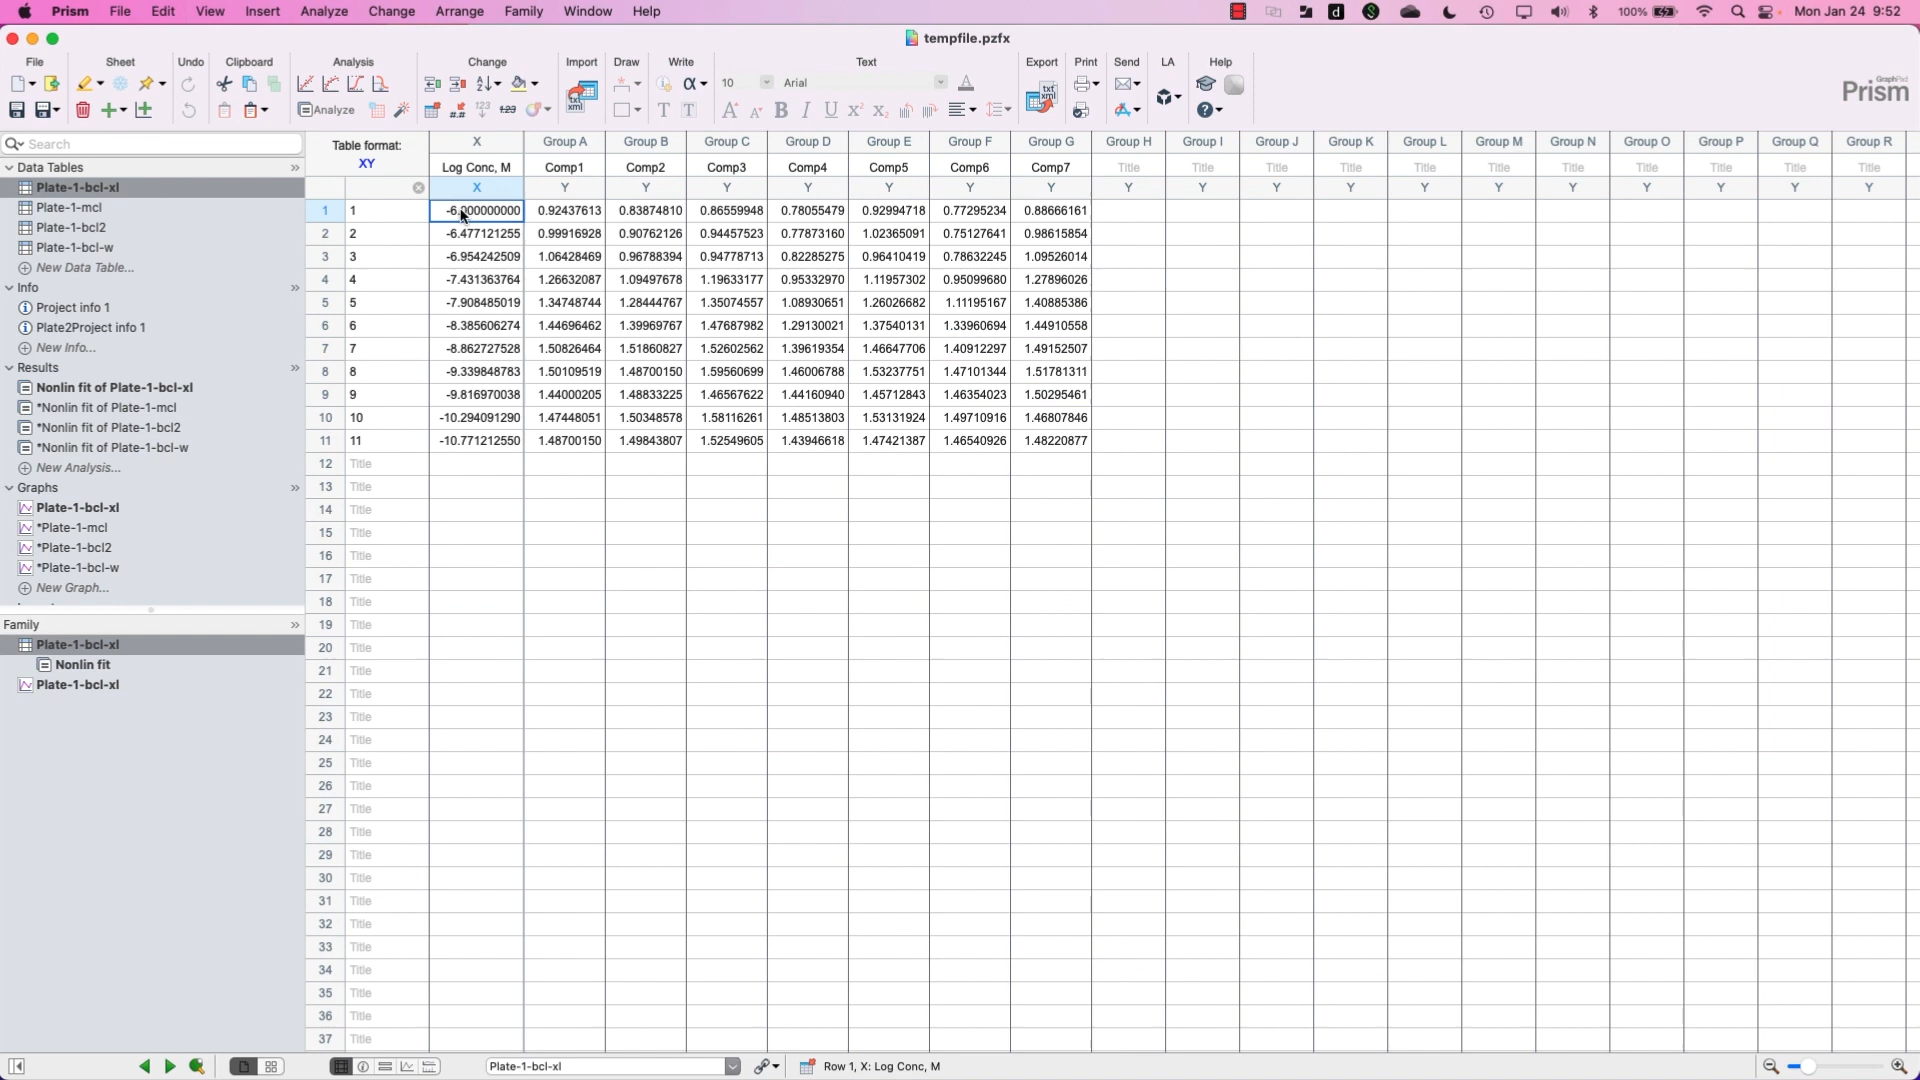 Prism File Edit View Insert Analyze Change Arrange Family Window Help 100% Mon Jan 24 9:52
tempfile.pzfx
File Sheet Undo Clipboard Analysis Change Import Draw Write Text Export Print Send LA Help
10 Arial
Analyze
GraphPad
Prism
Search
Data Tables
Plate-1-bcl-xl
Plate-1-mcl
Plate-1-bcl2
Plate-1-bcl-w
New Data Table...
Info
Project info 1
Plate2Project info 1
New Info...
Results
Nonlin fit of Plate-1-bcl-xl
*Nonlin fit of Plate-1-mcl
*Nonlin fit of Plate-1-bcl2
*Nonlin fit of Plate-1-bcl-w
New Analysis...
Graphs
Plate-1-bcl-xl
*Plate-1-mcl
*Plate-1-bcl2
*Plate-1-bcl-w
New Graph...
Family
Plate-1-bcl-xl
Nonlin fit
Plate-1-bcl-xl
Table format: X Group A Group B Group C Group D Group E Group F Group G Group H Group I Group J Group K Group L Group M Group N Group O Group P Group Q Group R
XY Log Conc, M Comp1 Comp2 Comp3 Comp4 Comp5 Comp6 Comp7 Title Title Title Title Title Title Title Title Title Title Title
X Y Y Y Y Y Y Y Y Y Y Y Y Y Y Y Y Y Y
1 1 -6.000000000 0.92437613 0.83874810 0.86559948 0.78055479 0.92994718 0.77295234 0.88666161
2 2 -6.477121255 0.99916928 0.90762126 0.94457523 0.77873160 1.02365091 0.75127641 0.98615854
3 3 -6.954242509 1.06428469 0.96788394 0.94778713 0.82285275 0.96410419 0.78632245 1.09526014
4 4 -7.431363764 1.26632087 1.09497678 1.19633177 0.95332970 1.11957302 0.95099680 1.27896026
5 5 -7.908485019 1.34748744 1.28444767 1.35074557 1.08930651 1.26026682 1.11195167 1.40885386
6 6 -8.385606274 1.44696462 1.39969767 1.47687982 1.29130021 1.37540131 1.33960694 1.44910558
7 7 -8.862727528 1.50826464 1.51860827 1.52602562 1.39619354 1.46647706 1.40912297 1.49152507
8 8 -9.339848783 1.50109519 1.48700150 1.59560699 1.46006788 1.53237751 1.47101344 1.51781311
9 9 -9.816970038 1.44000205 1.48833225 1.46567622 1.44160940 1.45712843 1.46354023 1.50295461
10 10 -10.294091290 1.47448051 1.50348578 1.58116261 1.48513803 1.53131924 1.49710916 1.46807846
11 11 -10.771212550 1.48700150 1.49843807 1.52549605 1.43946618 1.47421387 1.46540926 1.48220877
12 Title
13 Title
14 Title
15 Title
16 Title
17 Title
18 Title
19 Title
20 Title
21 Title
22 Title
23 Title
24 Title
25 Title
26 Title
27 Title
28 Title
29 Title
30 Title
31 Title
32 Title
33 Title
34 Title
35 Title
36 Title
37 Title
Plate-1-bcl-xl Row 1, X: Log Conc, M